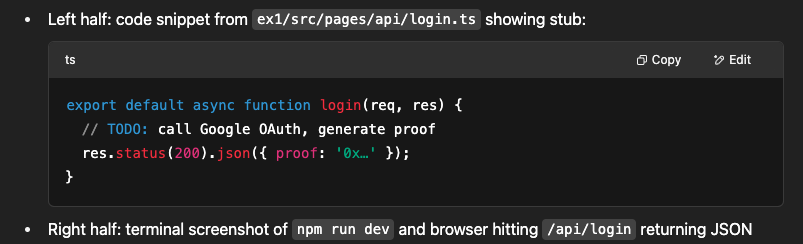 • Left half: code snippet from ex1/src/pages/api/login.ts showing stub:
ts Copy Edit
export default async function login(req, res) {
  // TODO: call Google OAuth, generate proof
  res.status(200).json({ proof: '0x…' });
}
• Right half: terminal screenshot of npm run dev and browser hitting /api/login returning JSON